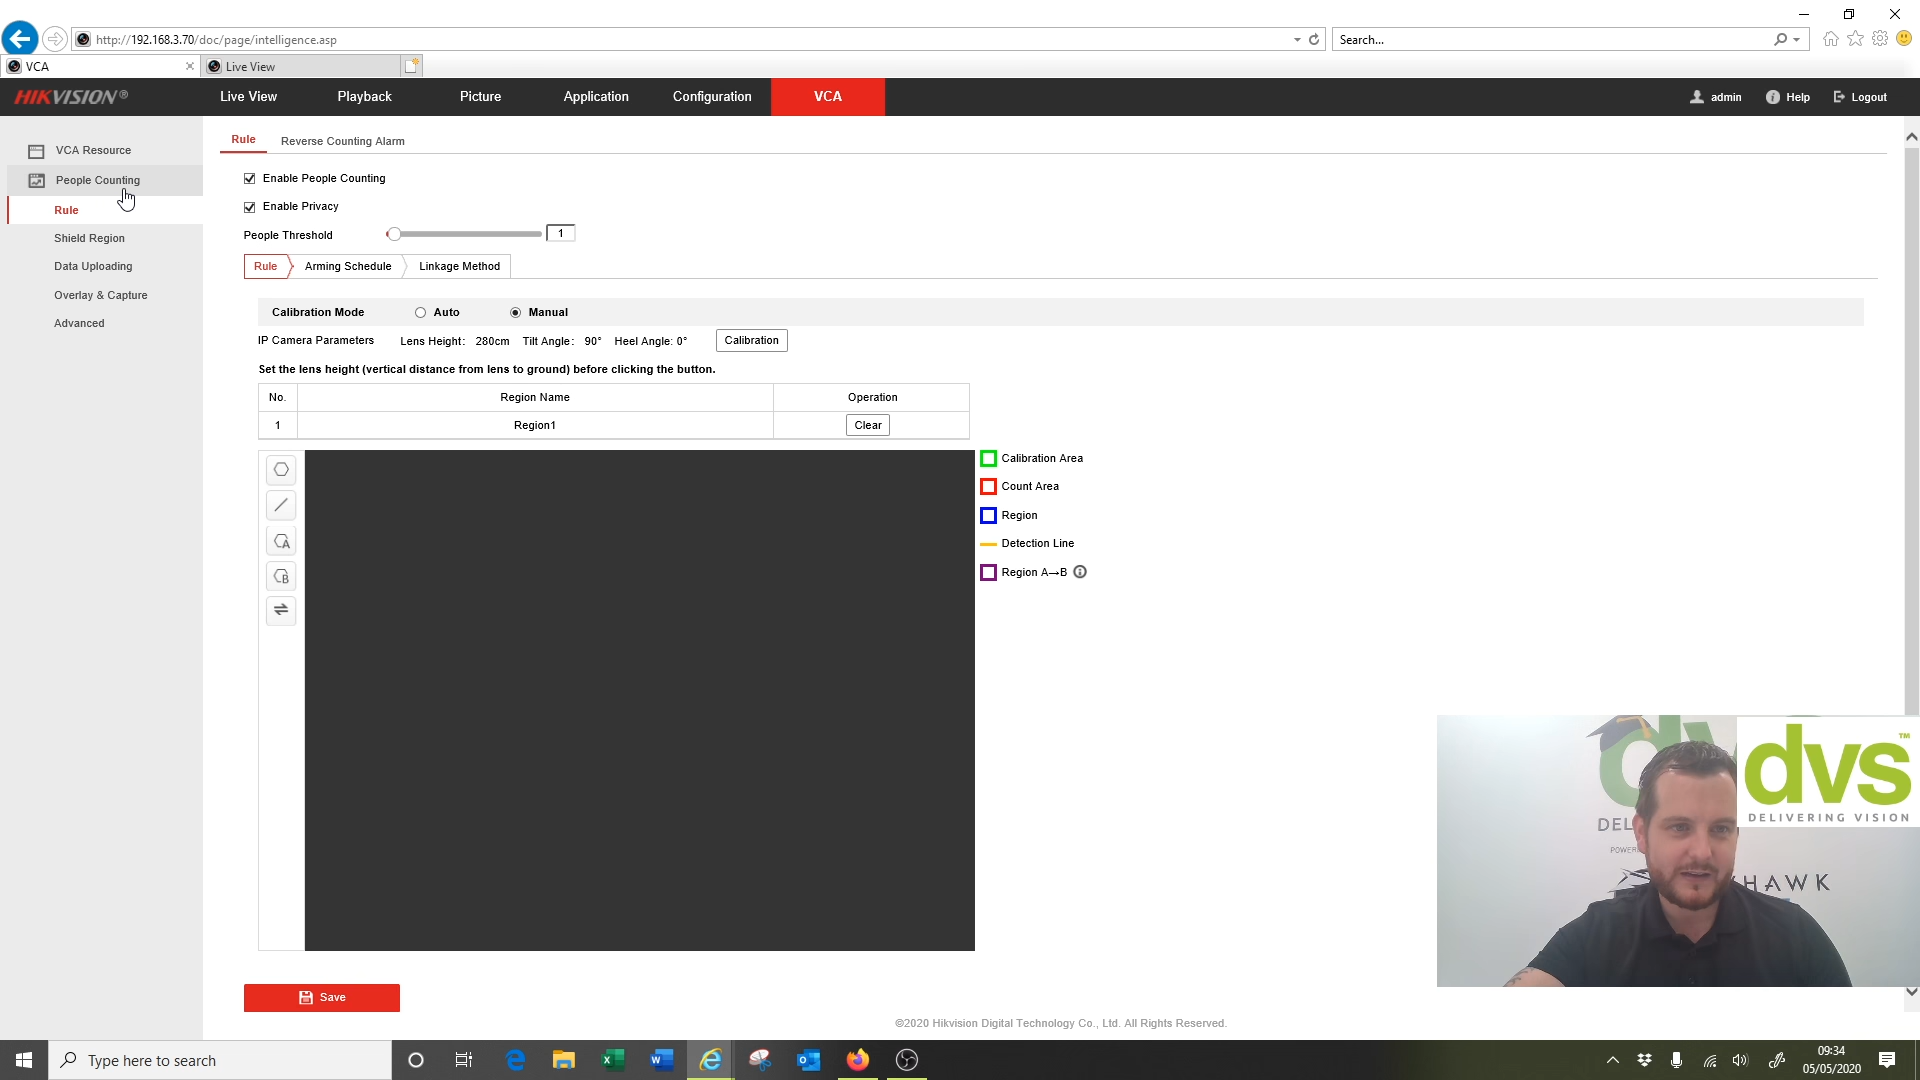 http://192.168.3.70/doc/page/intelligence.asp
Search...
VCA
Live View
HIKVISION®
Live View
Playback
Picture
Application
Configuration
VCA
admin
Help
Logout
VCA Resource
People Counting
Rule
Shield Region
Data Uploading
Overlay & Capture
Advanced
Rule
Reverse Counting Alarm
Enable People Counting
Enable Privacy
People Threshold
1
Rule
Arming Schedule
Linkage Method
Calibration Mode
Auto
Manual
IP Camera Parameters
Lens Height: 280cm
Tilt Angle: 90°
Heel Angle: 0°
Calibration
Set the lens height (vertical distance from lens to ground) before clicking the button.
No.
Region Name
Operation
1
Region1
Clear
A
B
Calibration Area
Count Area
Region
Detection Line
Region A→B
dvs™
DELIVERING VISION
DEL
POWER
HAWK
Save
©2020 Hikvision Digital Technology Co., Ltd. All Rights Reserved.
Type here to search
09:34
05/05/2020